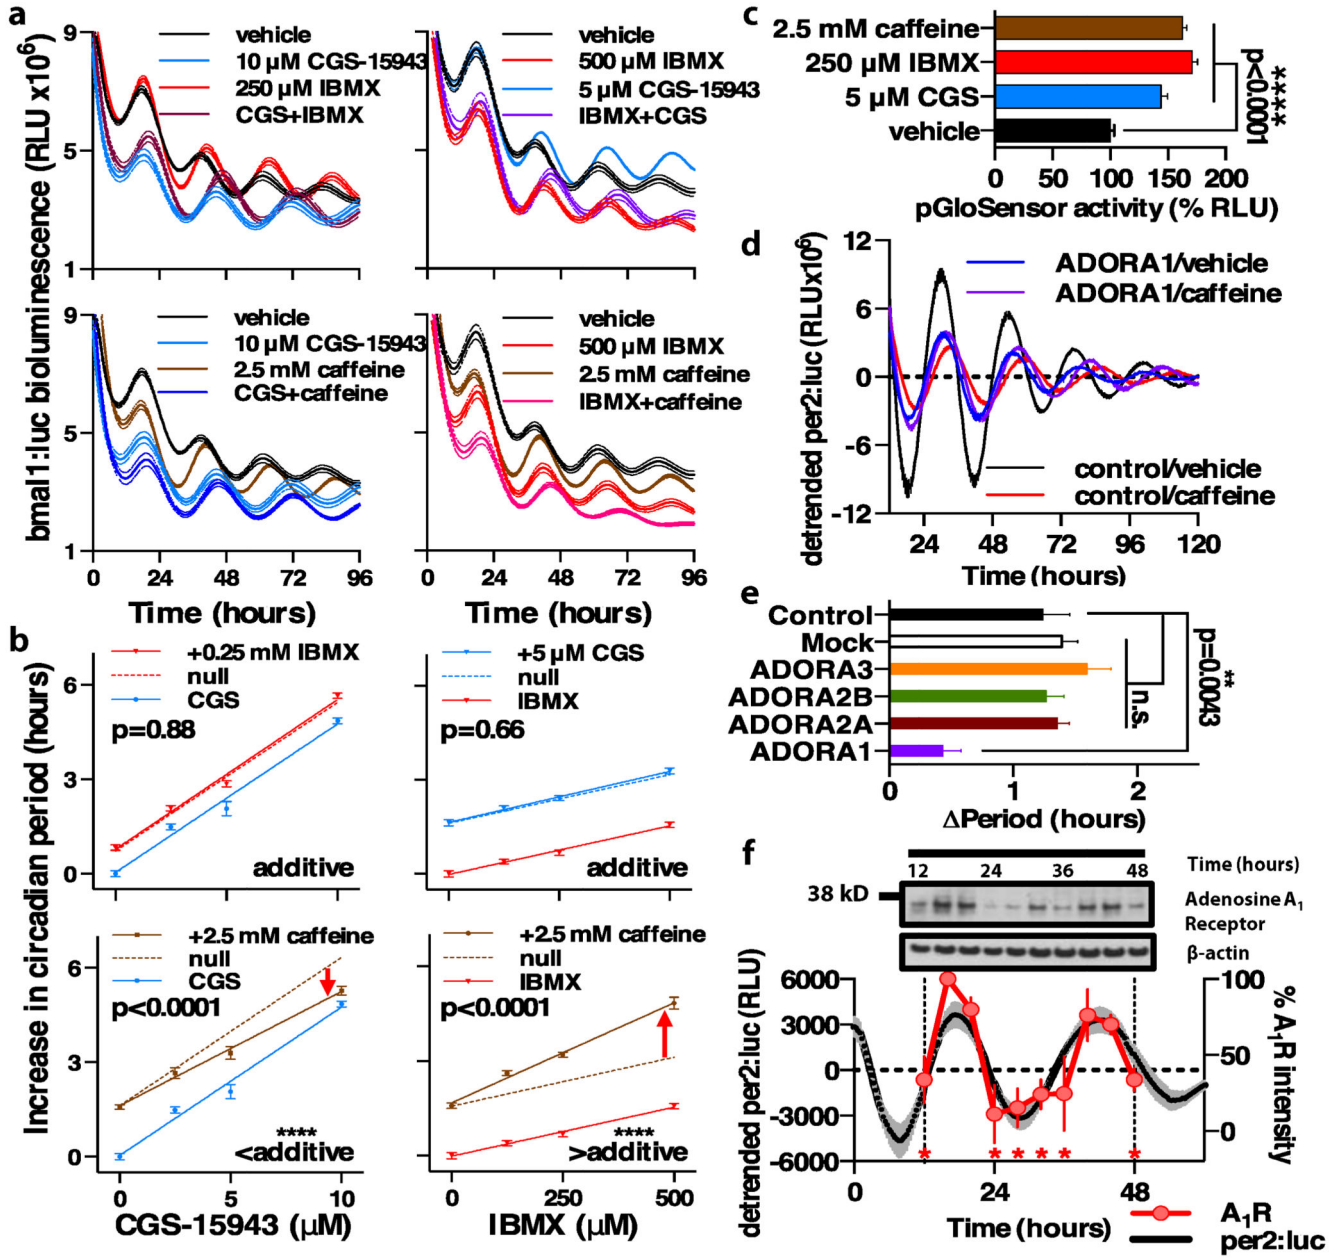 a
bmal1:luc bioluminescence (RLU x10⁶)
9
5
1
vehicle
10 µM CGS-15943
250 µM IBMX
CGS+IBMX
vehicle
500 µM IBMX
5 µM CGS-15943
IBMX+CGS
9
5
1
vehicle
10 µM CGS-15943
2.5 mM caffeine
CGS+caffeine
vehicle
500 µM IBMX
2.5 mM caffeine
IBMX+caffeine
0 24 48 72 96
0 24 48 72 96
Time (hours)
Time (hours)
b
Increase in circadian period (hours)
6
3
0
+0.25 mM IBMX
null
CGS
p=0.88
additive
+5 µM CGS
null
IBMX
p=0.66
additive
6
3
0
+2.5 mM caffeine
null
CGS
p<0.0001
****
<additive
+2.5 mM caffeine
null
IBMX
p<0.0001
****
>additive
0 5 10
0 250 500
CGS-15943 (µM)
IBMX (µM)
c
2.5 mM caffeine
250 µM IBMX
5 µM CGS
vehicle
****
p<0.0001
0 50 100 150 200
pGloSensor activity (% RLU)
d
detrended per2:luc (RLUx10⁶)
12
6
0
-6
-12
ADORA1/vehicle
ADORA1/caffeine
control/vehicle
control/caffeine
24 48 72 96 120
Time (hours)
e
Control
Mock
ADORA3
ADORA2B
ADORA2A
ADORA1
n.s.
**
p=0.0043
0 1 2
ΔPeriod (hours)
f
12 24 36 48
Time (hours)
38 kD
Adenosine A₁
Receptor
β-actin
detrended per2:luc (RLU)
6000
3000
0
-3000
-6000
100
50
0
% A₁R intensity
* * * * * *
0 24 48
Time (hours)
A₁R
per2:luc